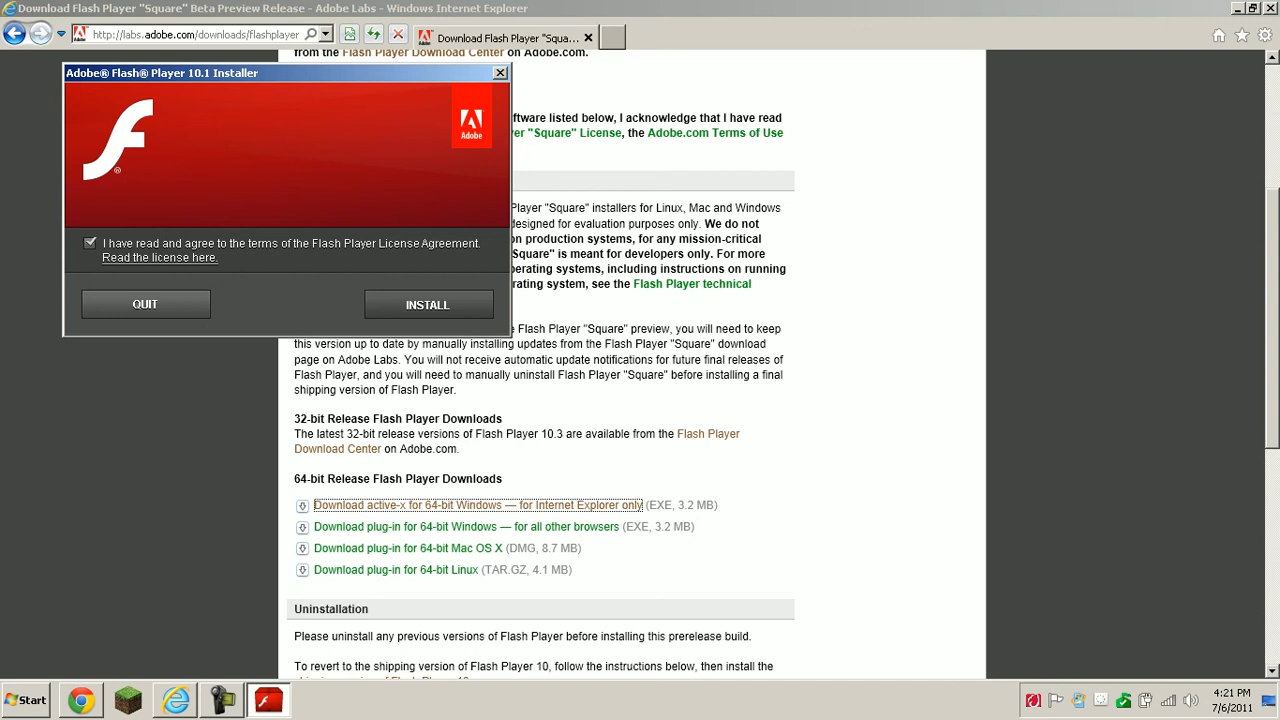 Download Flash Player "Square" Beta Preview Release - Adobe Labs - Windows Internet Explorer
http://labs.adobe.com/downloads/flashplayer
Download Flash Player "Squa...
from the Flash Player Download Center on Adobe.com.
Adobe® Flash® Player 10.1 Installer
Adobe
®
ftware listed below, I acknowledge that I have read
er "Square" License, the Adobe.com Terms of Use
Player "Square" installers for Linux, Mac and Windows
designed for evaluation purposes only. We do not
on production systems, for any mission-critical
Square" is meant for developers only. For more
perating systems, including instructions on running
rating system, see the Flash Player technical
I have read and agree to the terms of the Flash Player License Agreement.
Read the license here.
QUIT
INSTALL
e Flash Player "Square" preview, you will need to keep
this version up to date by manually installing updates from the Flash Player "Square" download
page on Adobe Labs. You will not receive automatic update notifications for future final releases of
Flash Player, and you will need to manually uninstall Flash Player "Square" before installing a final
shipping version of Flash Player.
32-bit Release Flash Player Downloads
The latest 32-bit release versions of Flash Player 10.3 are available from the Flash Player
Download Center on Adobe.com.
64-bit Release Flash Player Downloads
Download active-x for 64-bit Windows — for Internet Explorer only (EXE, 3.2 MB)
Download plug-in for 64-bit Windows — for all other browsers (EXE, 3.2 MB)
Download plug-in for 64-bit Mac OS X (DMG, 8.7 MB)
Download plug-in for 64-bit Linux (TAR.GZ, 4.1 MB)
Uninstallation
Please uninstall any previous versions of Flash Player before installing this prerelease build.
To revert to the shipping version of Flash Player 10, follow the instructions below, then install the
Start
4:21 PM
7/6/2011